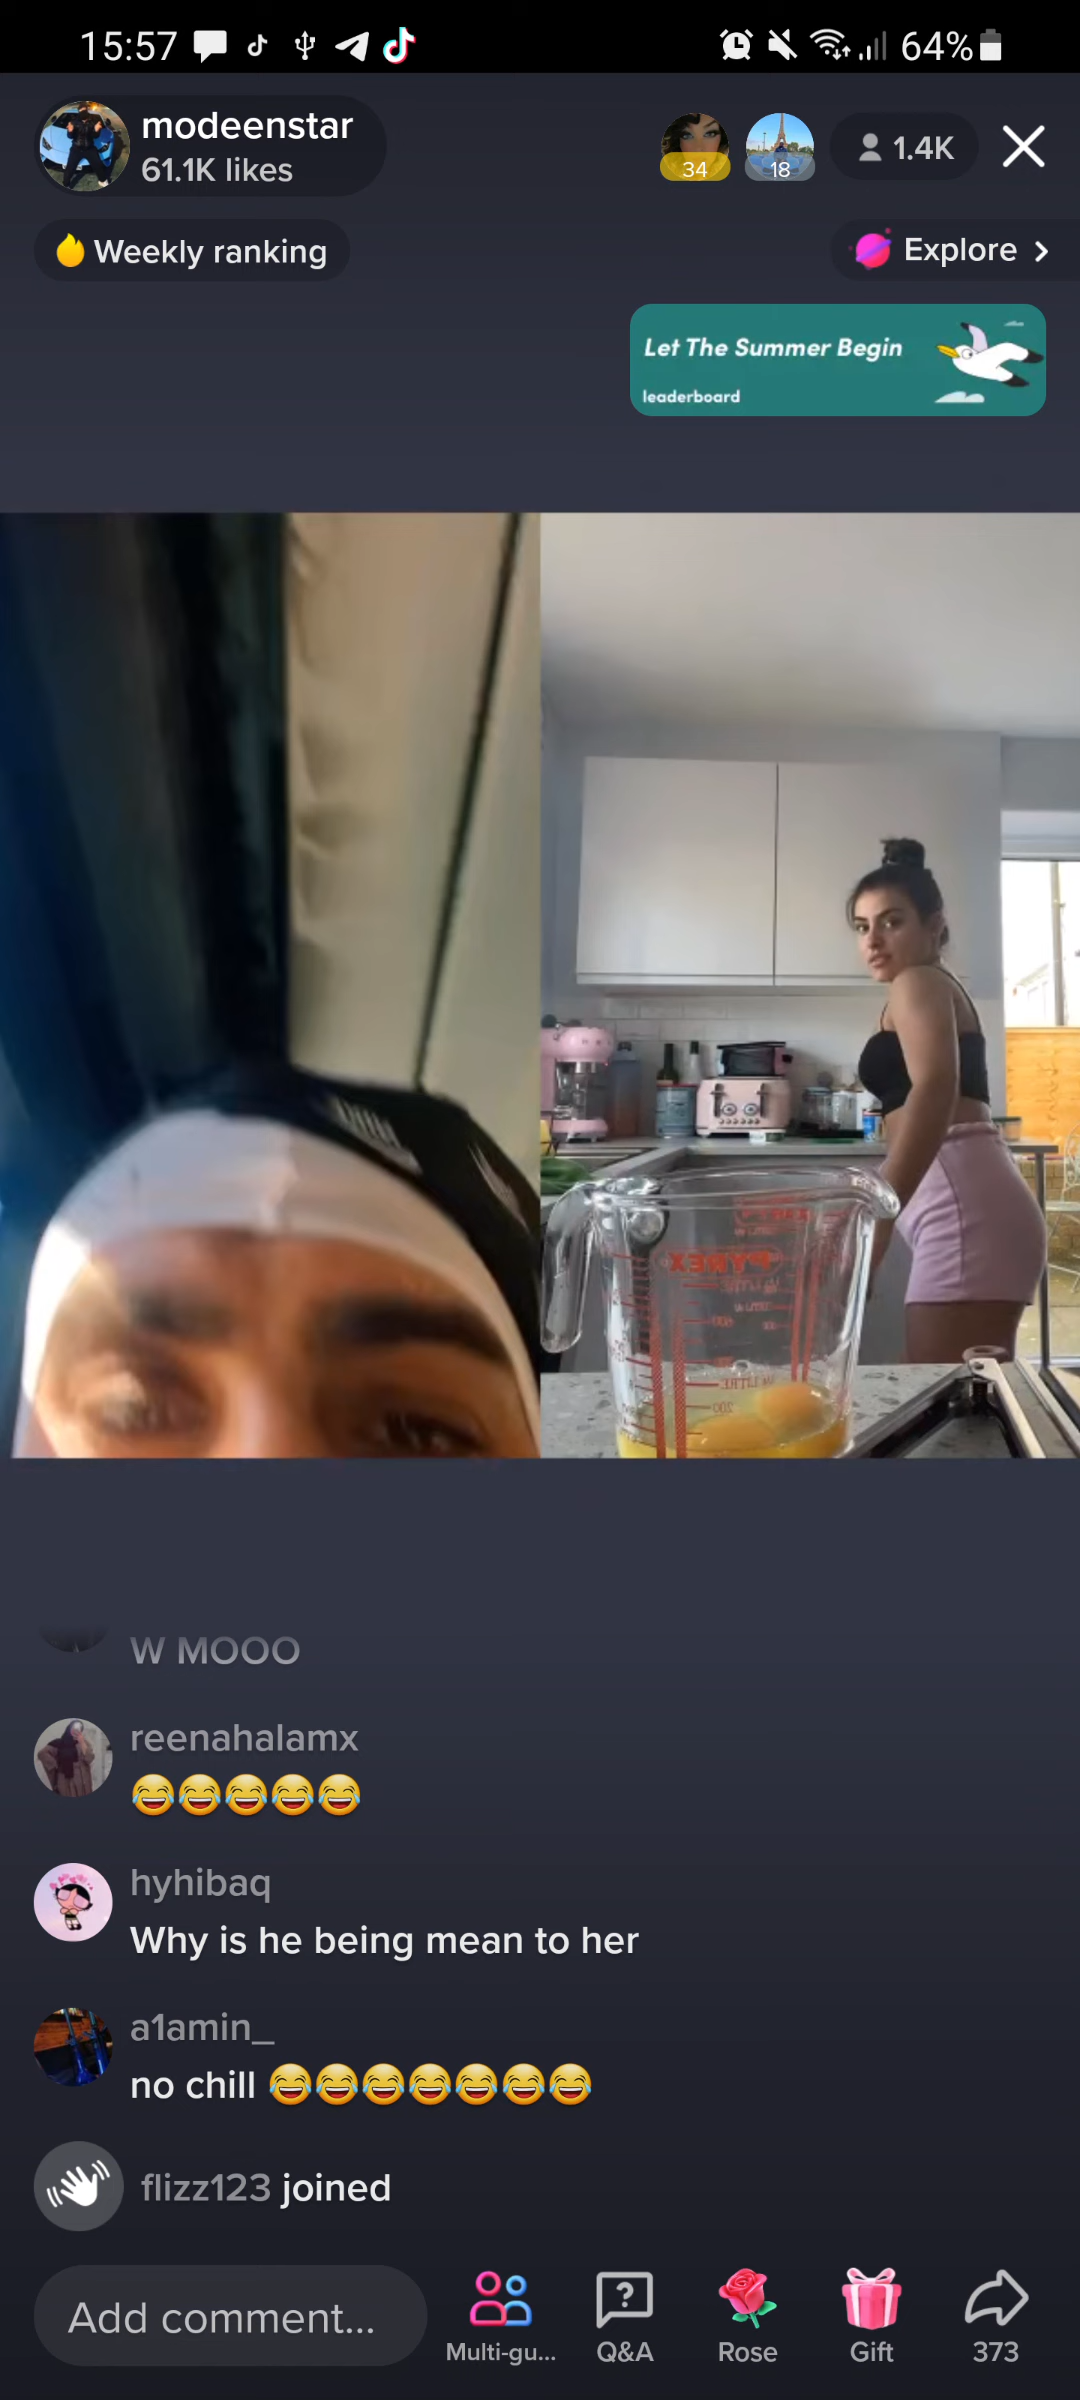 15:57
64%
modeenstar
61.1K likes
34
18
1.4K
Weekly ranking
Explore
Let The Summer Begin
leaderboard
PYREX
W MOOO
reenahalamx
😂😂😂😂😂
hyhibaq
Why is he being mean to her
a1amin_
no chill 😂😂😂😂😂😂😂
flizz123 joined
Add comment...
Multi-gu...
Q&A
Rose
Gift
373